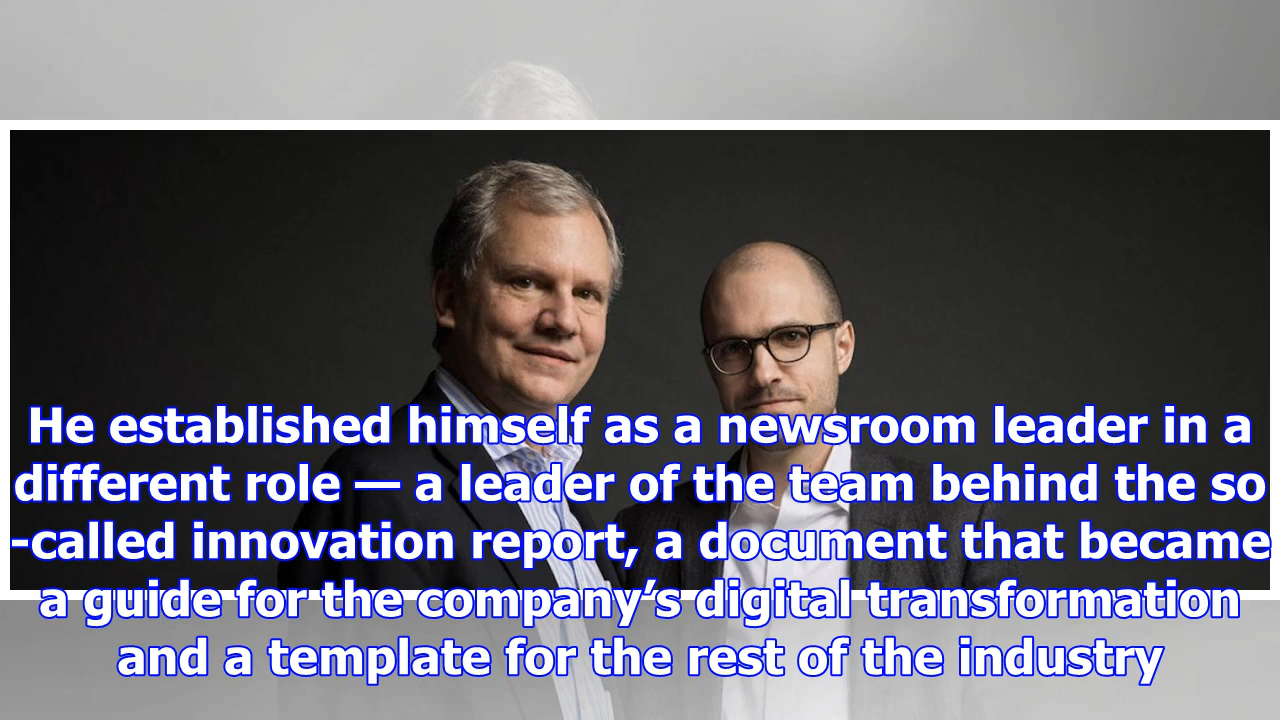 He established himself as a newsroom leader in a
different role — a leader of the team behind the so
-called innovation report, a document that became
a guide for the company’s digital transformation
and a template for the rest of the industry